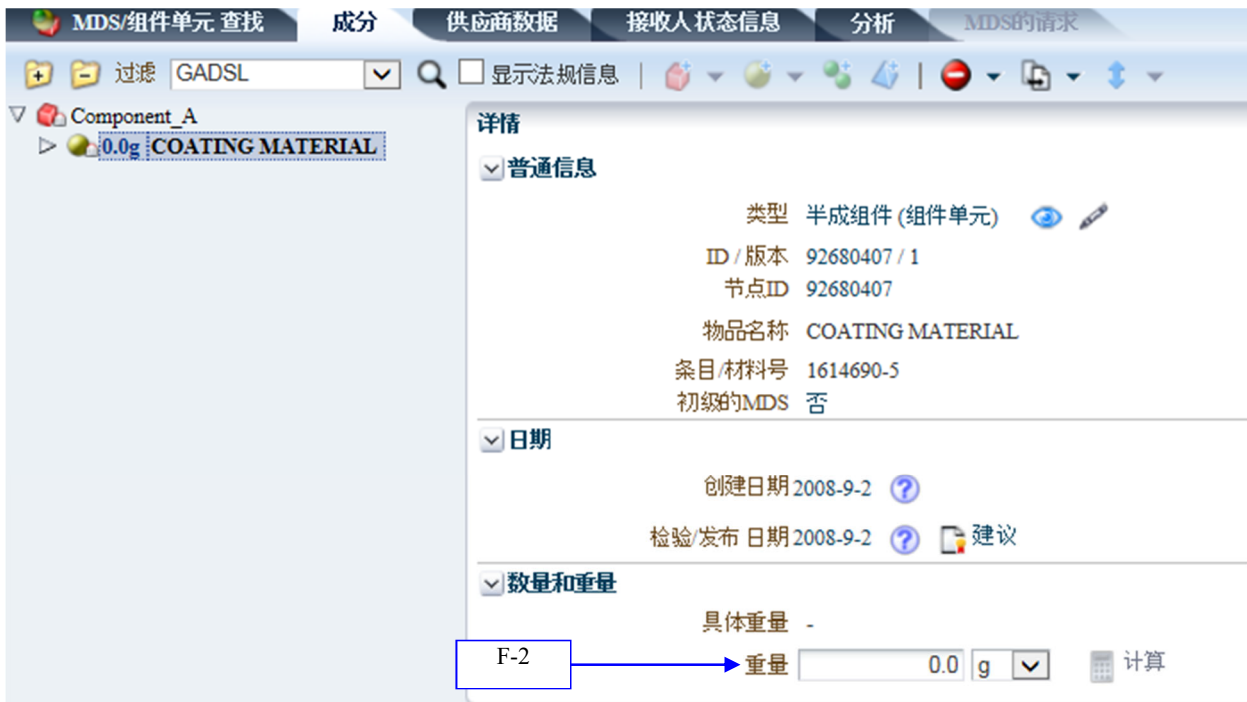 MDS/组件单元 查找 成分 供应商数据 接收人状态信息 分析 MDS的请求
过滤 GADSL 显示法规信息
Component_A
0.0g COATING MATERIAL
详情
普通信息
类型 半成组件 (组件单元)
ID / 版本 92680407 / 1
节点ID 92680407
物品名称 COATING MATERIAL
条目/材料号 1614690-5
初级的MDS 否
日期
创建日期 2008-9-2
检验/发布 日期 2008-9-2 建议
数量和重量
具体重量 -
F-2 重量 0.0 g 计算